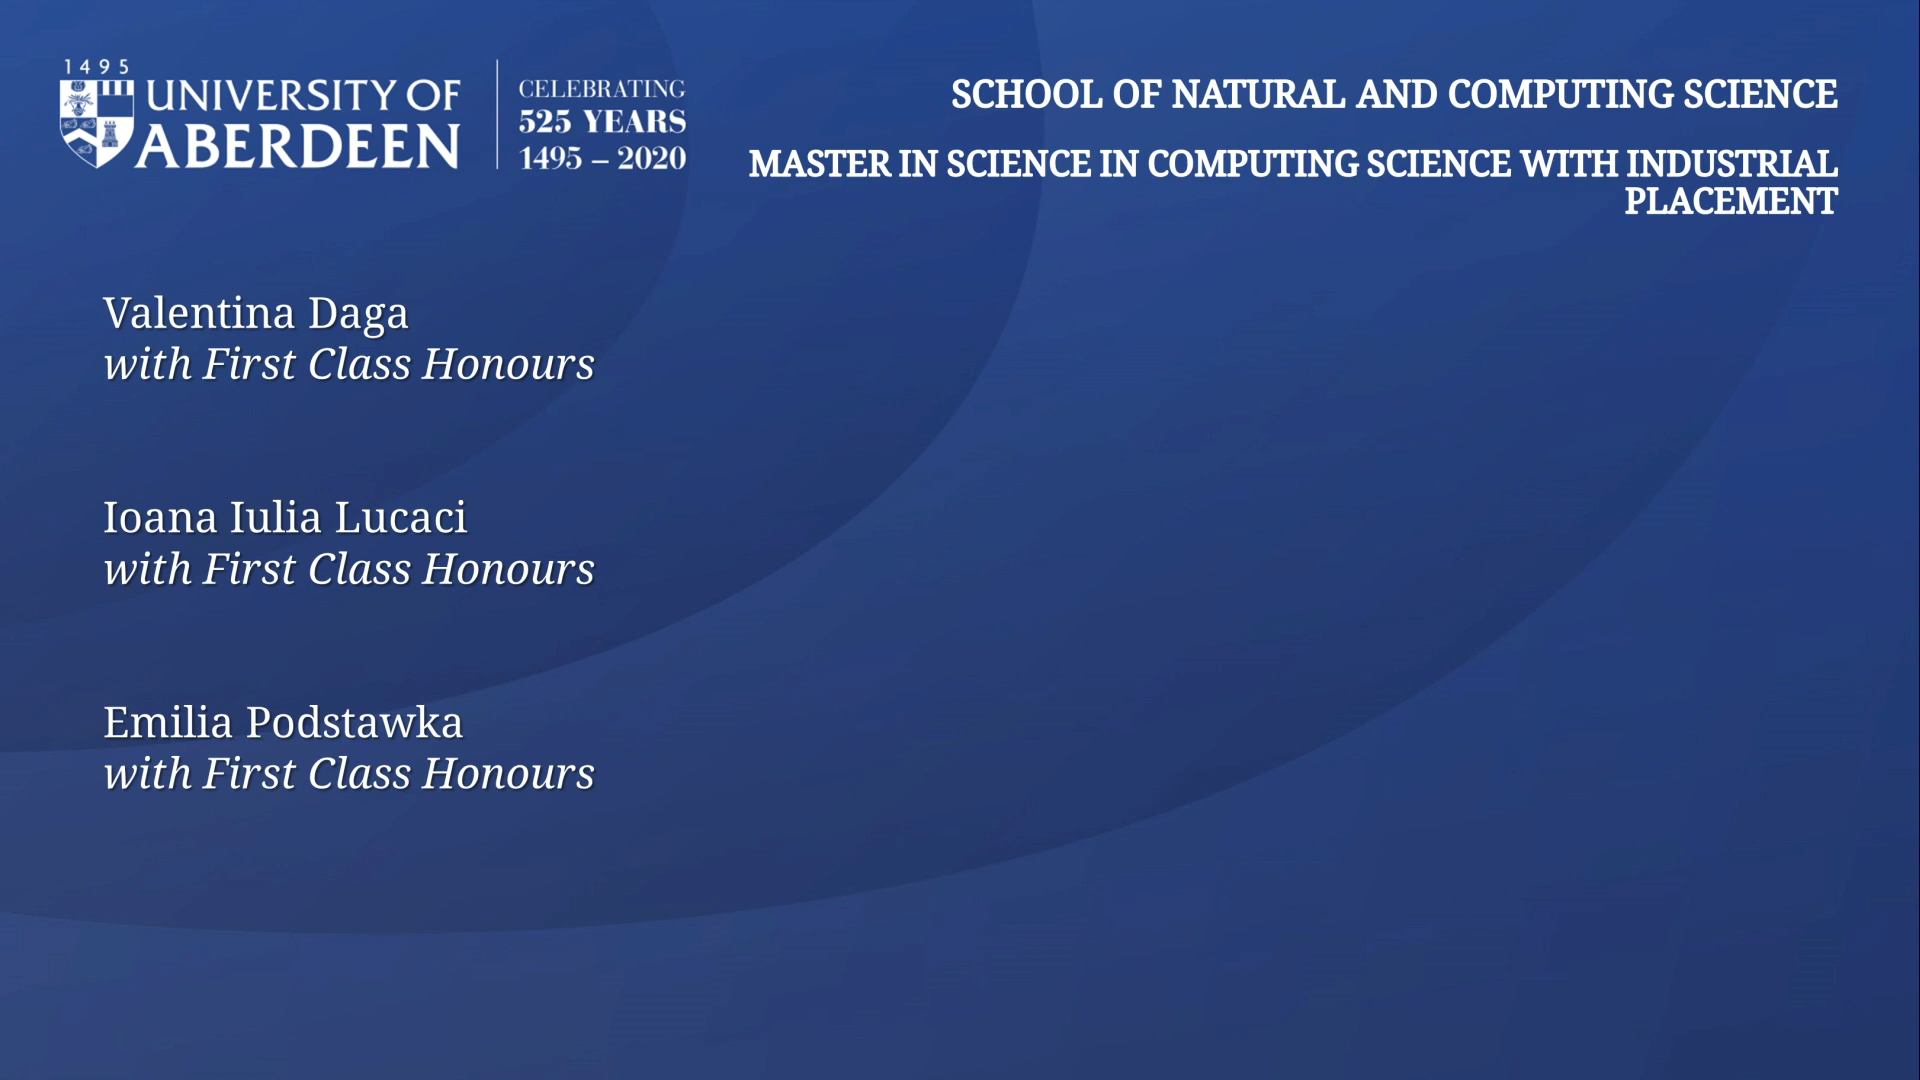 1495
UNIVERSITY OF
ABERDEEN
CELEBRATING
525 YEARS
1495 – 2020
SCHOOL OF NATURAL AND COMPUTING SCIENCE
MASTER IN SCIENCE IN COMPUTING SCIENCE WITH INDUSTRIAL
PLACEMENT
Valentina Daga
with First Class Honours
Ioana Iulia Lucaci
with First Class Honours
Emilia Podstawka
with First Class Honours